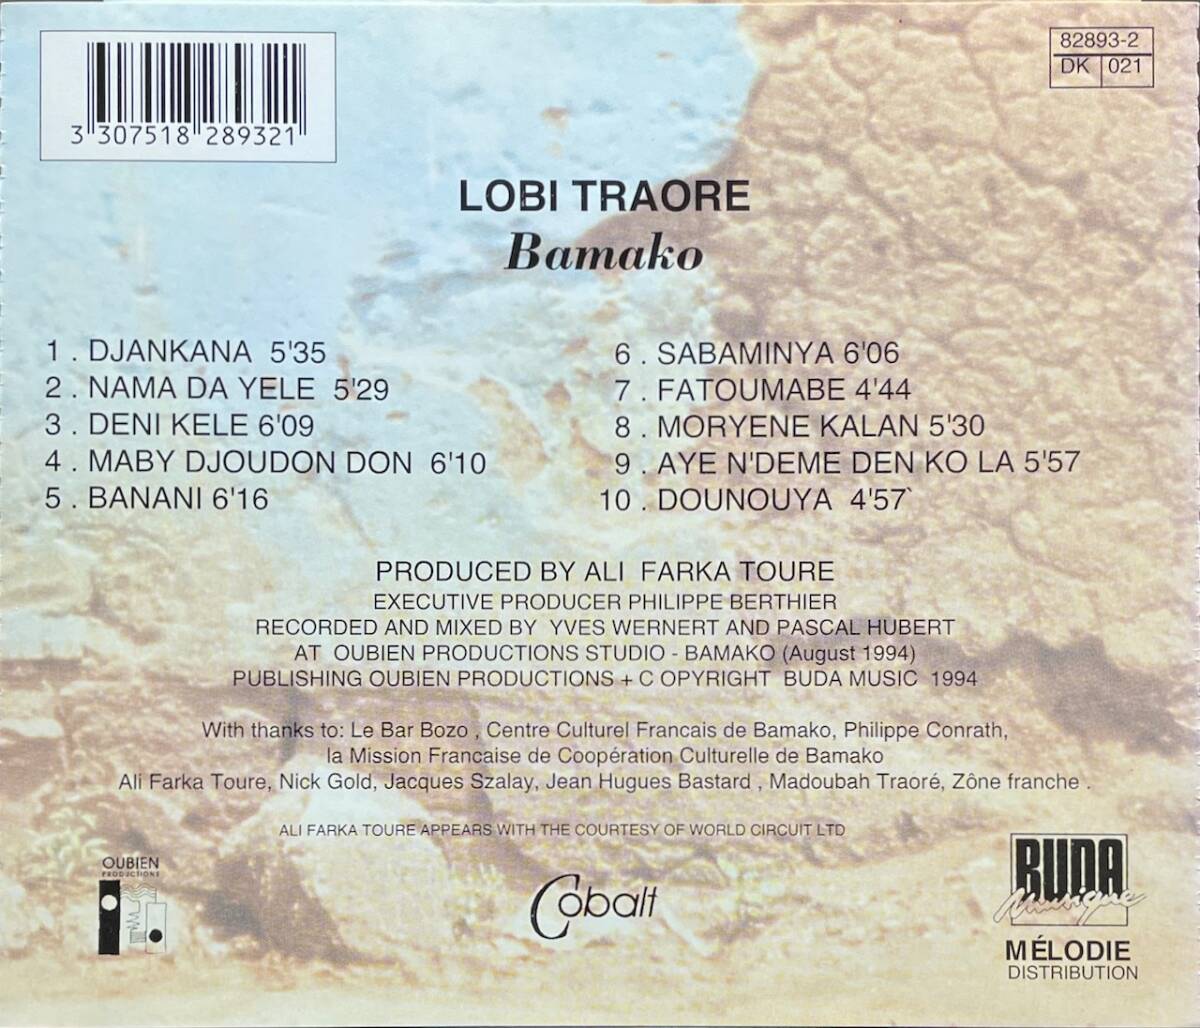 3 307518 289321
82893-2
DK 021
LOBI TRAORE
Bamako
1 . DJANKANA 5'35
2 . NAMA DA YELE 5'29
3 . DENI KELE 6'09
4 . MABY DJOUDON DON 6'10
5 . BANANI 6'16
6 . SABAMINYA 6'06
7 . FATOUMABE 4'44
8 . MORYENE KALAN 5'30
9 . AYE N'DEME DEN KO LA 5'57
10 . DOUNOUYA 4'57`
PRODUCED BY ALI FARKA TOURE
EXECUTIVE PRODUCER PHILIPPE BERTHIER
RECORDED AND MIXED BY YVES WERNERT AND PASCAL HUBERT
AT OUBIEN PRODUCTIONS STUDIO - BAMAKO (August 1994)
PUBLISHING OUBIEN PRODUCTIONS + C OPYRIGHT BUDA MUSIC 1994
With thanks to: Le Bar Bozo , Centre Culturel Francais de Bamako, Philippe Conrath,
la Mission Francaise de Coopération Culturelle de Bamako
Ali Farka Toure, Nick Gold, Jacques Szalay, Jean Hugues Bastard , Madoubah Traoré, Zône franche .
ALI FARKA TOURE APPEARS WITH THE COURTESY OF WORLD CIRCUIT LTD
OUBIEN
PRODUCTIONS
Cobalt
BUDA
Musique
MÉLODIE
DISTRIBUTION